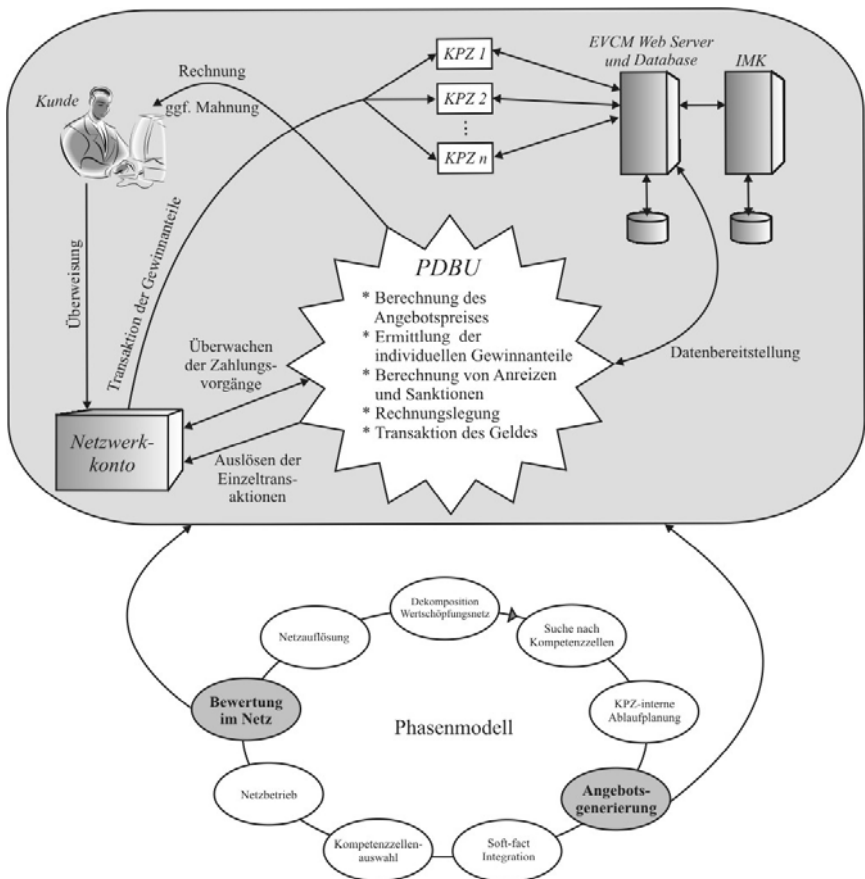 EVCM Web Server
und Database
IMK
Rechnung
ggf. Mahnung
Kunde
KPZ 1
KPZ 2
⋮
KPZ n
Überweisung
Transaktion der Gewinnanteile
PDBU
* Berechnung des
Angebotspreises
* Ermittlung der
individuellen Gewinnanteile
* Berechnung von Anreizen
und Sanktionen
* Rechnungslegung
* Transaktion des Geldes
Überwachen
der Zahlungs-
vorgänge
Datenbereitstellung
Netzwerk-
konto
Auslösen der
Einzeltrans-
aktionen
Dekomposition
Wertschöpfungsnetz
Suche nach
Kompetenzzellen
KPZ-interne
Ablaufplanung
Angebots-
generierung
Soft-fact
Integration
Kompetenzzellen-
auswahl
Netzbetrieb
Bewertung
im Netz
Netzauflösung
Phasenmodell